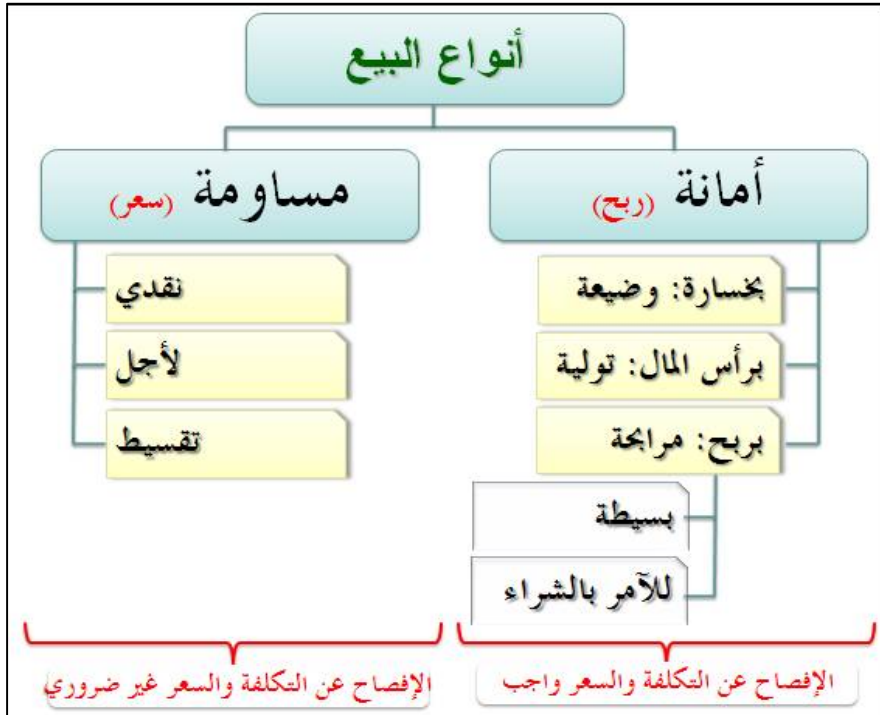 أنواع البيع
أمانة (ربح)
بخسارة: وضيعة
برأس المال: تولية
بربح: مرابحة
بسيطة
للآمر بالشراء
الإفصاح عن التكلفة والسعر واجب
مساومة (سعر)
نقدي
لأجل
تقسيط
الإفصاح عن التكلفة والسعر غير ضروري